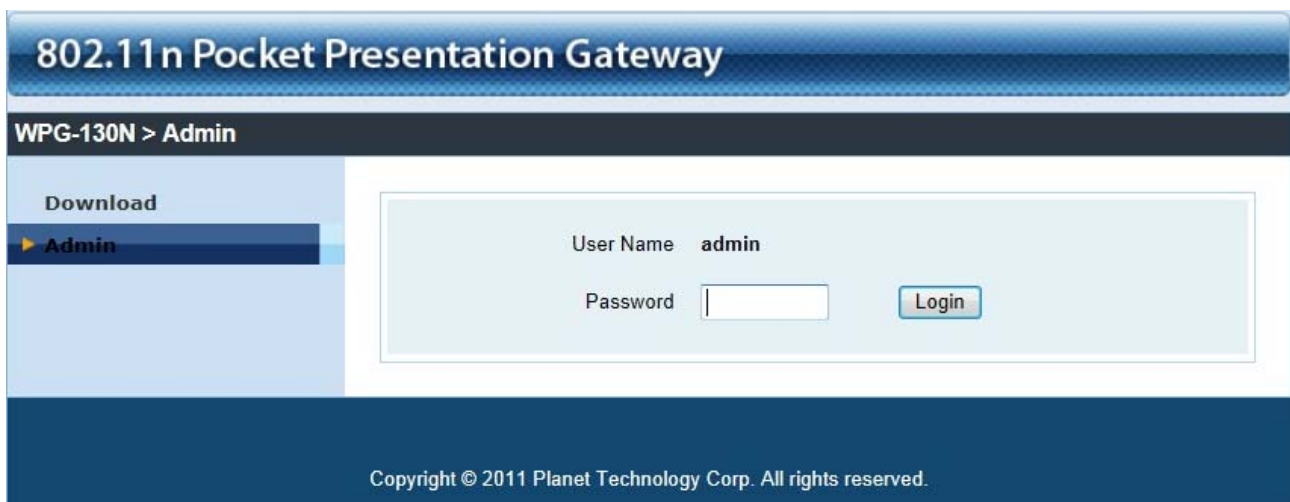 802.11n Pocket Presentation Gateway
WPG-130N > Admin
Download
Admin
User Name admin
Password Login
Copyright © 2011 Planet Technology Corp. All rights reserved.